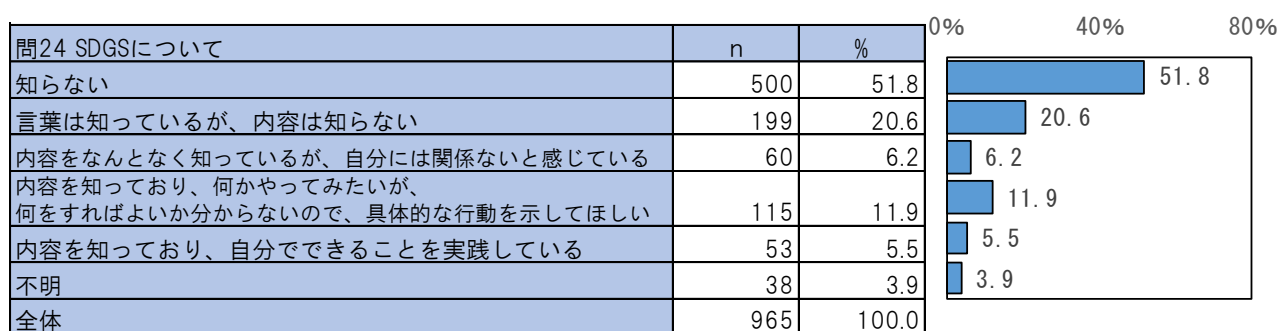 0% 40% 80%
問24 SDGSについて n %
知らない 500 51.8 51.8
言葉は知っているが、内容は知らない 199 20.6 20.6
内容をなんとなく知っているが、自分には関係ないと感じている 60 6.2 6.2
内容を知っており、何かやってみたいが、
何をすればよいか分からないので、具体的な行動を示してほしい 115 11.9 11.9
内容を知っており、自分でできることを実践している 53 5.5 5.5
不明 38 3.9 3.9
全体 965 100.0